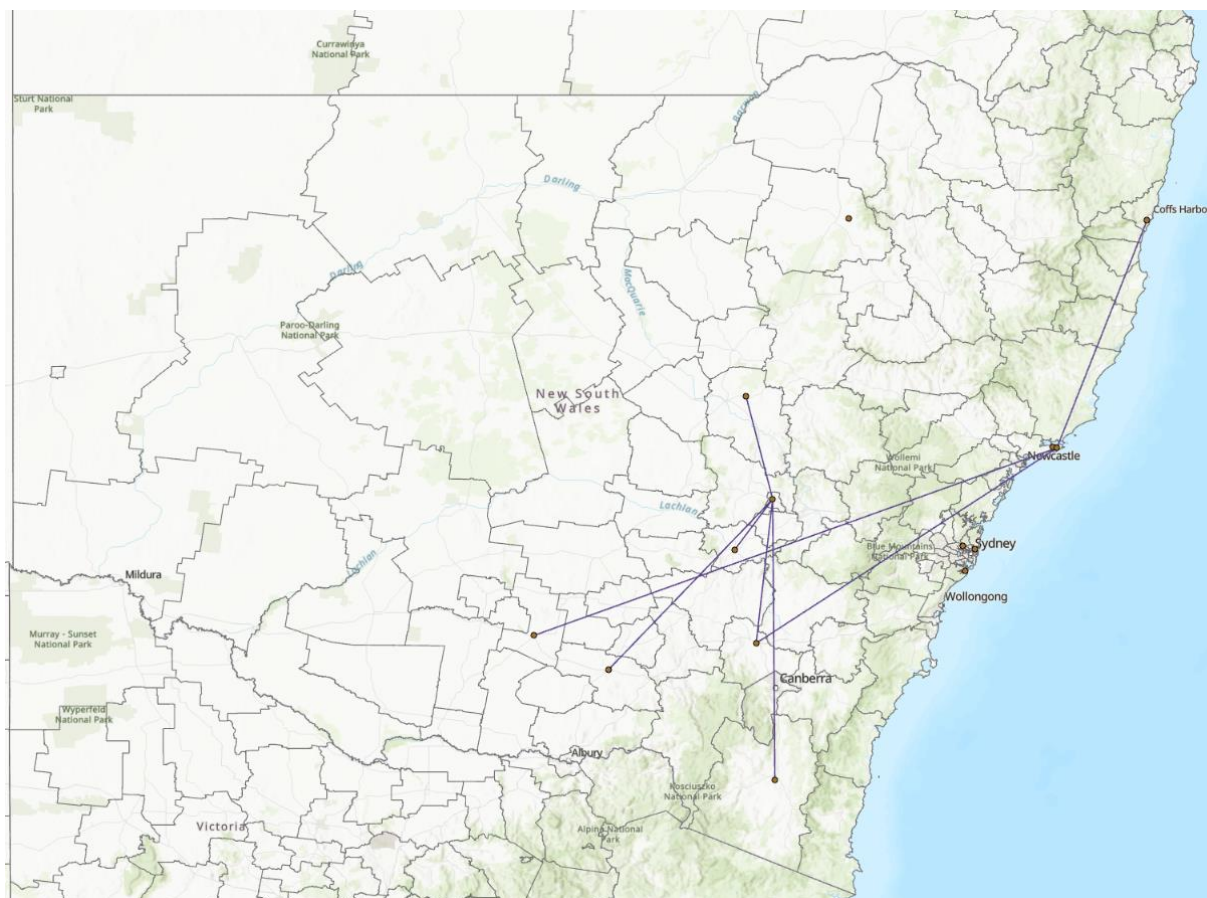 Currawinya
National Park
Sturt National
Park
Barwon
Darling
Coffs Harbo
Darling
MacQuarie
Paroo-Darling
National Park
New South
Wales
Wollemi
National Park
Newcastle
Lachlan
Sydney
Blue Mountains
National Park
Lachlan
Mildura
Wollongong
Murray - Sunset
National Park
Canberra
Wyperfeld
National Park
Albury
Kosciuszko
National Park
Victoria
Alpine National
Park